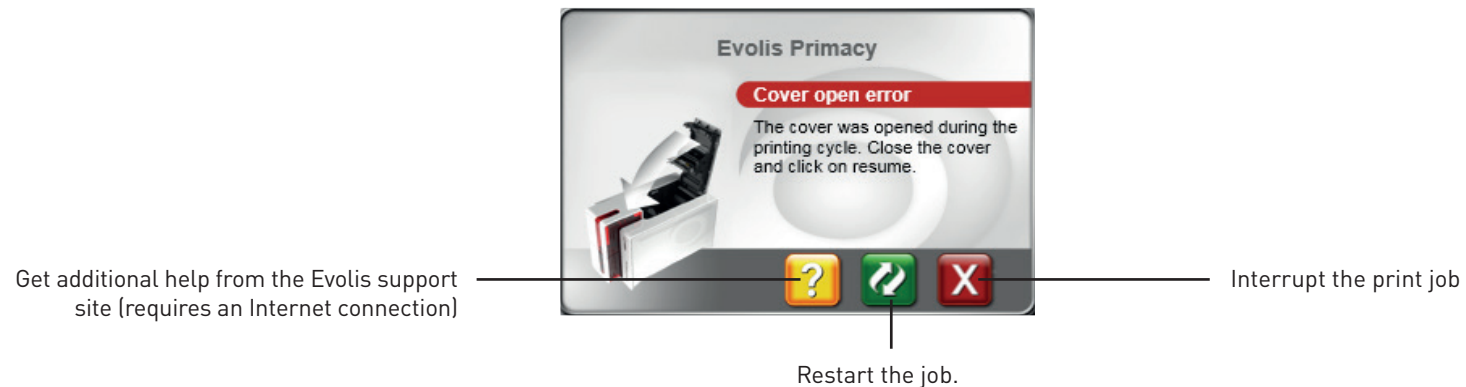 Evolis Primacy
Cover open error
The cover was opened during the
printing cycle. Close the cover
and click on resume.
?
X
Get additional help from the Evolis support
site (requires an Internet connection)
Interrupt the print job
Restart the job.